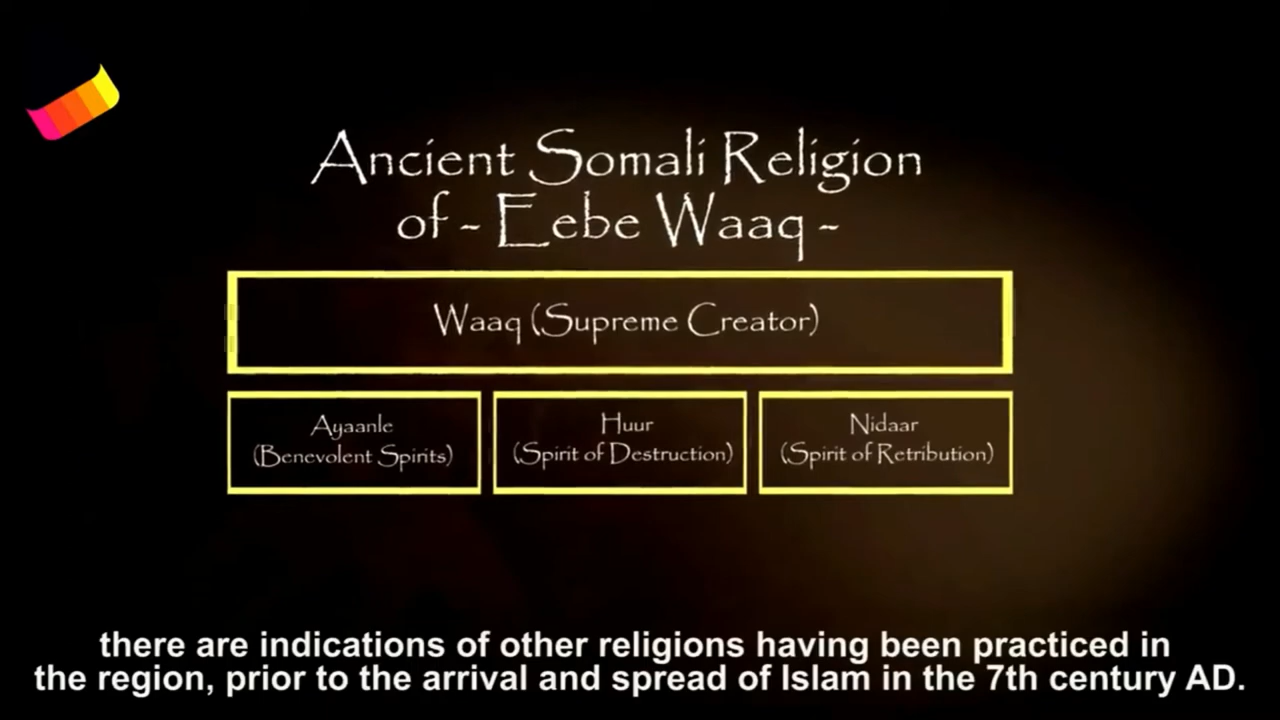 Ancient Somali Religion
of - Eebe Waaq -
Waaq (Supreme Creator)
Ayaanle
(Benevolent Spirits)
Huur
(Spirit of Destruction)
Nidaar
(Spirit of Retribution)
there are indications of other religions having been practiced in
the region, prior to the arrival and spread of Islam in the 7th century AD.